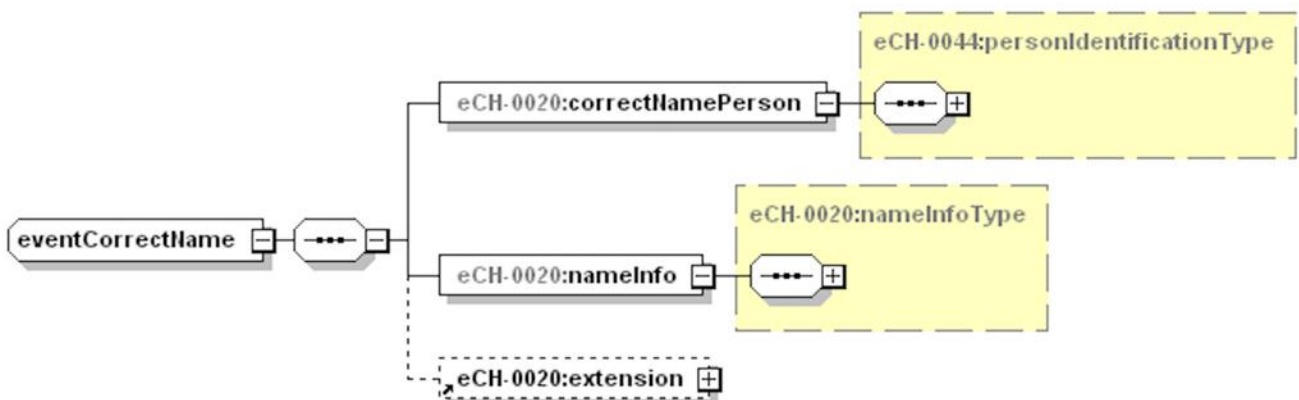 eCH-0044:personIdentificationType
eCH-0020:correctNamePerson
eCH-0020:nameInfoType
eventCorrectName
eCH-0020:nameInfo
eCH-0020:extension